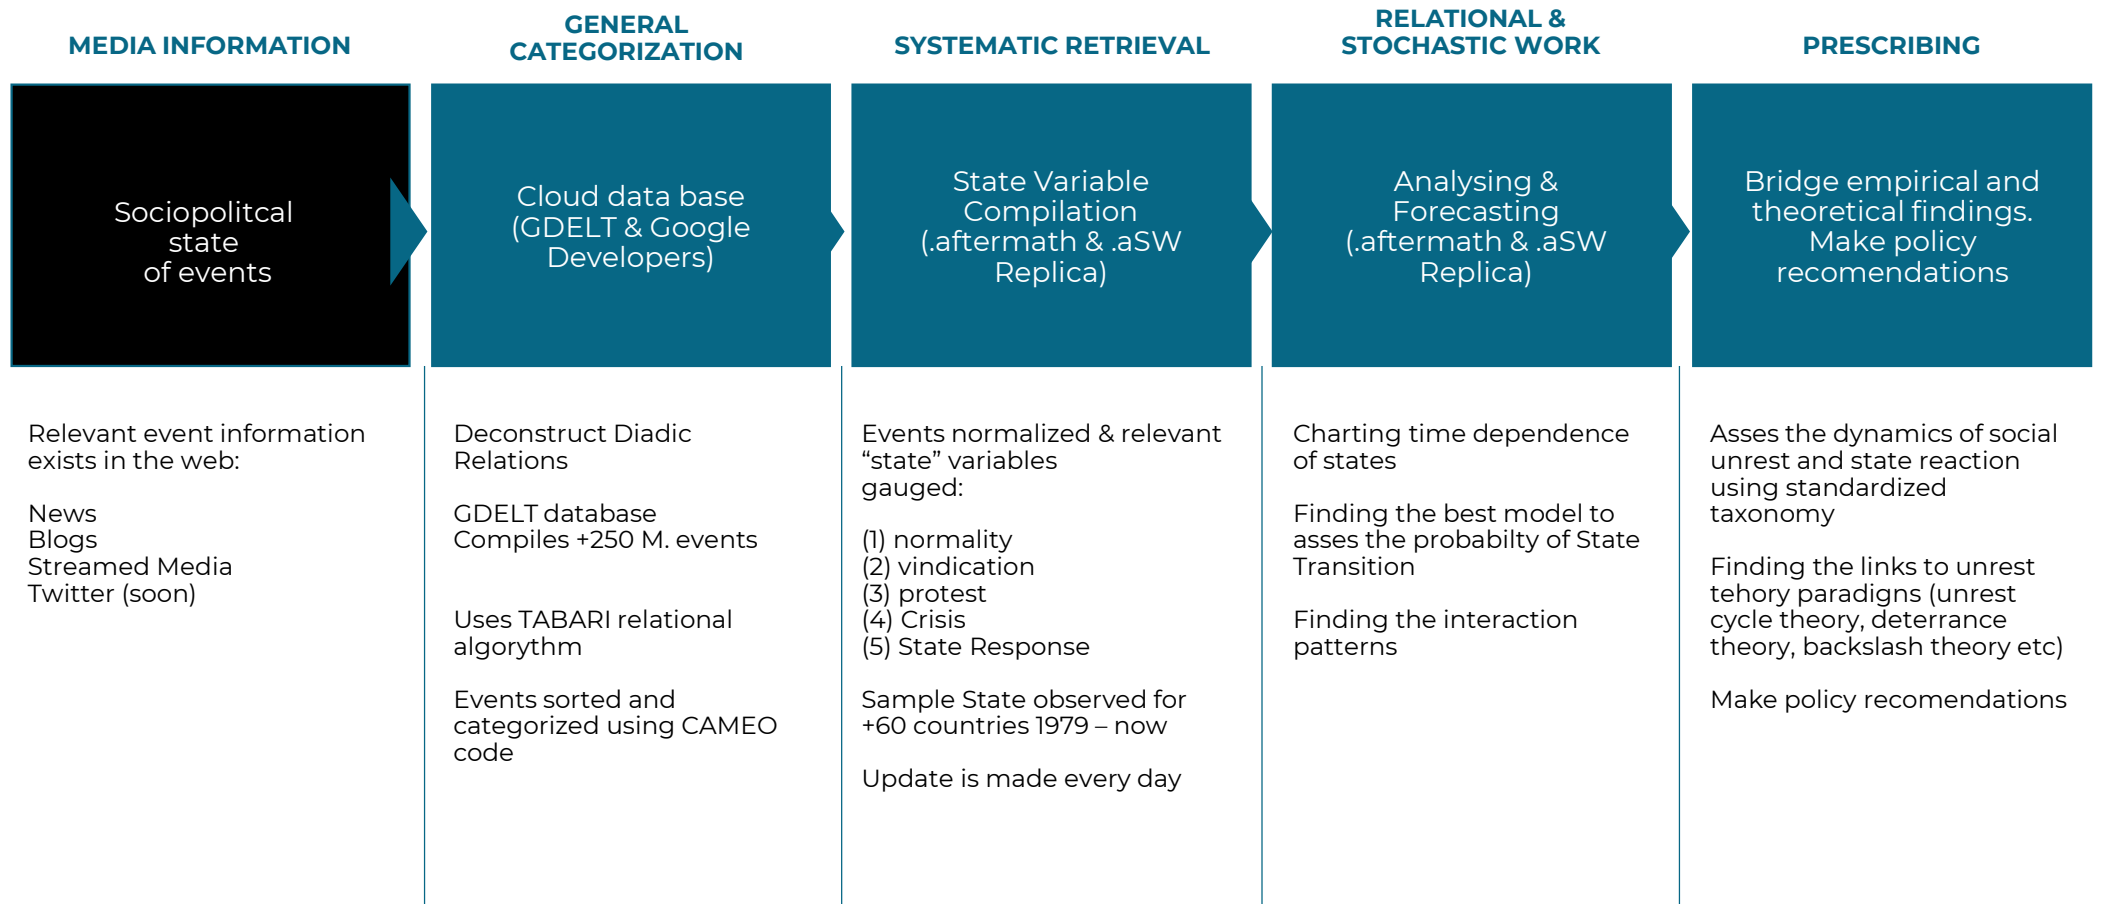 MEDIA INFORMATION
GENERAL
CATEGORIZATION
SYSTEMATIC RETRIEVAL
RELATIONAL &
STOCHASTIC WORK
PRESCRIBING
Sociopolitcal
state
of events
Cloud data base
(GDELT & Google
Developers)
State Variable
Compilation
(.aftermath & .aSW
Replica)
Analysing &
Forecasting
(.aftermath & .aSW
Replica)
Bridge empirical and
theoretical findings.
Make policy
recomendations
Relevant event information
exists in the web:
News
Blogs
Streamed Media
Twitter (soon)
Deconstruct Diadic
Relations
GDELT database
Compiles +250 M. events
Uses TABARI relational
algorythm
Events sorted and
categorized using CAMEO
code
Events normalized & relevant
“state” variables
gauged:
(1) normality
(2) vindication
(3) protest
(4) Crisis
(5) State Response
Sample State observed for
+60 countries 1979 – now
Update is made every day
Charting time dependence
of states
Finding the best model to
asses the probabilty of State
Transition
Finding the interaction
patterns
Asses the dynamics of social
unrest and state reaction
using standardized
taxonomy
Finding the links to unrest
tehory paradigms (unrest
cycle theory, deterrance
theory, backslash theory etc)
Make policy recomendations